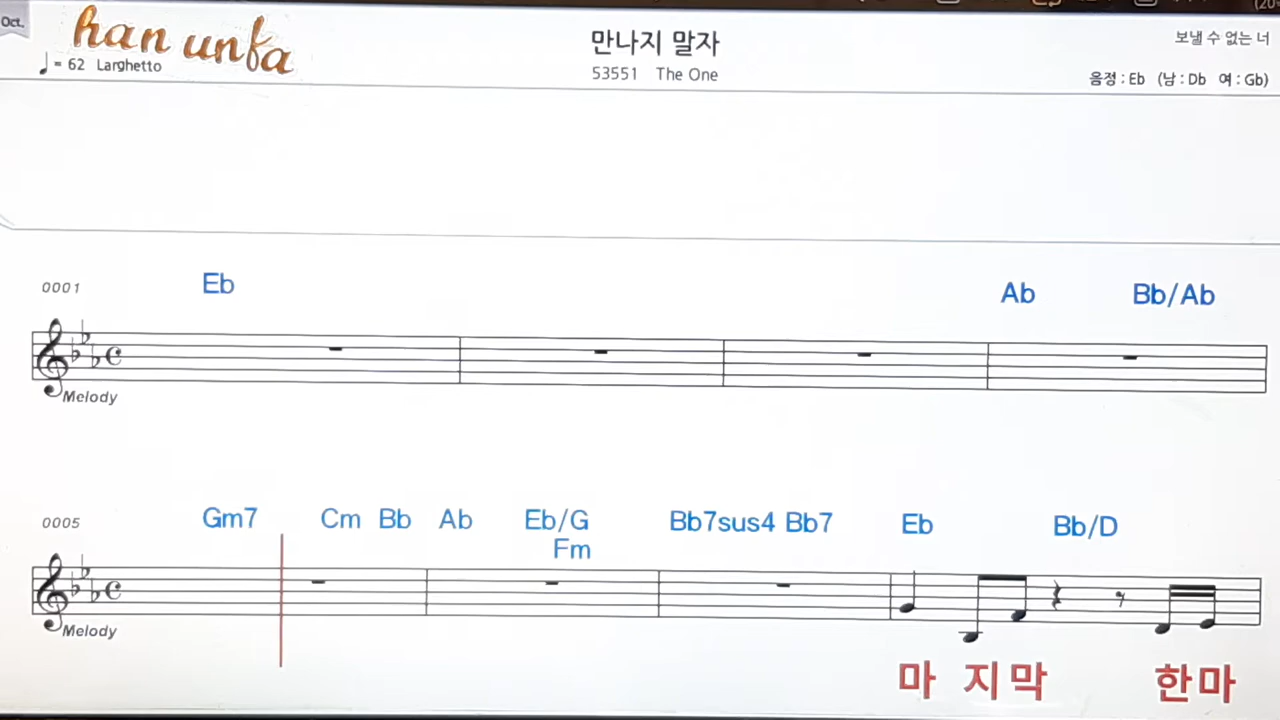 Oct.
han unfa
만나지 말자
보낼 수 없는 너
= 62 Larghetto
53551 The One
음정 : Eb (남 : Db 여 : Gb)
0001
Eb
Ab
Bb/Ab
Melody
0005
Gm7 Cm Bb Ab Eb/G Bb7sus4 Bb7 Eb Bb/D
Fm
Melody
마 지막 한마